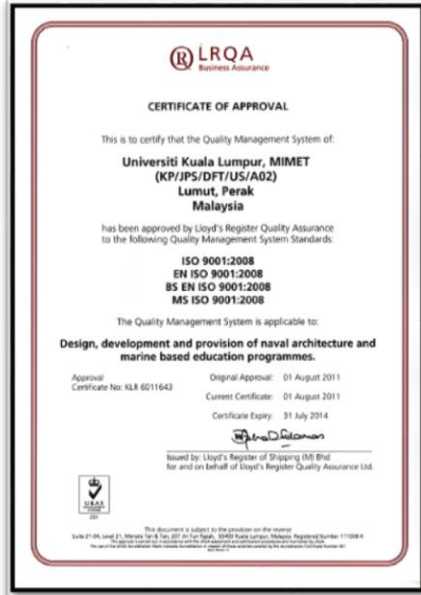 LRQA
Business Assurance
CERTIFICATE OF APPROVAL
This is to certify that the Quality Management System of:
Universiti Kuala Lumpur, MIMET
(KP/JPS/DFT/US/A02)
Lumut, Perak
Malaysia
has been approved by Lloyd's Register Quality Assurance
to the following Quality Management System Standards:
ISO 9001:2008
EN ISO 9001:2008
BS EN ISO 9001:2008
MS ISO 9001:2008
The Quality Management System is applicable to:
Design, development and provision of naval architecture and
marine based education programmes.
Approval
Certificate No: KLR 6011643
Original Approval: 01 August 2011
Current Certificate: 01 August 2011
Certificate Expiry: 31 July 2014
Issued by: Lloyd's Register of Shipping (M) Bhd
for and on behalf of Lloyd's Register Quality Assurance Ltd.
UKAS
001
This document is subject to the provision on the reverse